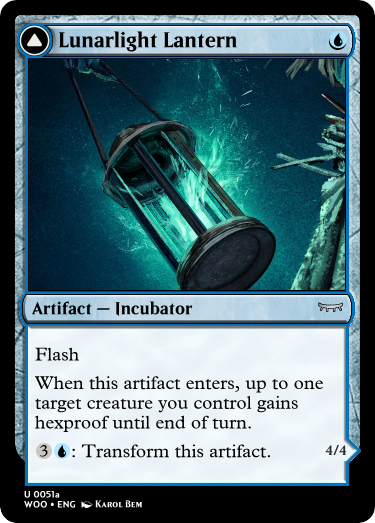 Lunarlight Lantern
Artifact — Incubator
Flash
When this artifact enters, up to one
target creature you control gains
hexproof until end of turn.
3: Transform this artifact.
4/4
U 0051a
WOO • ENG Karol Bem